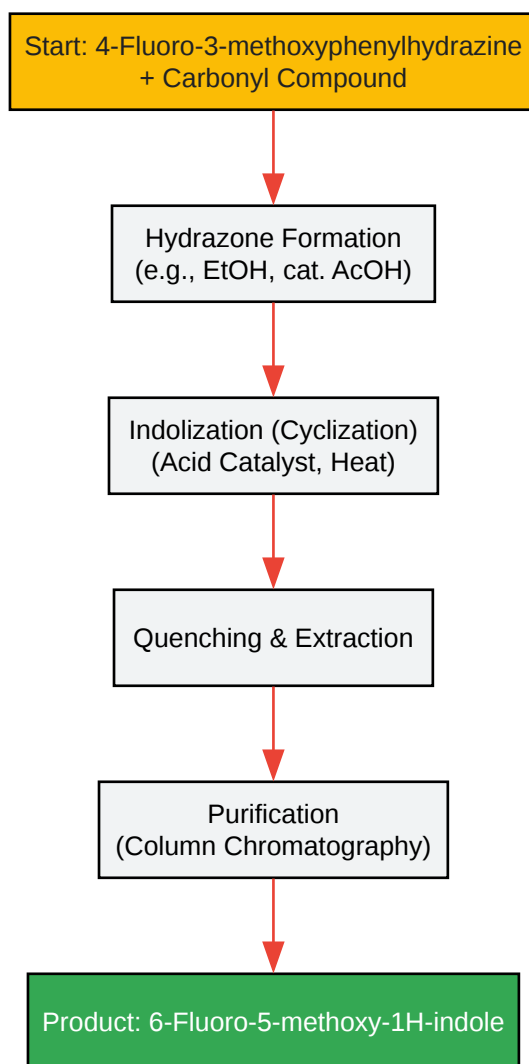 Start: 4-Fluoro-3-methoxyphenylhydrazine
+ Carbonyl Compound
Hydrazone Formation
(e.g., EtOH, cat. AcOH)
Indolization (Cyclization)
(Acid Catalyst, Heat)
Quenching & Extraction
Purification
(Column Chromatography)
Product: 6-Fluoro-5-methoxy-1H-indole